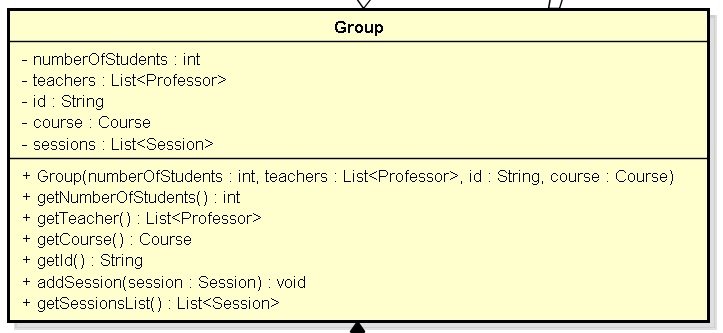 Group
- numberOfStudents : int
- teachers : List<Professor>
- id : String
- course : Course
- sessions : List<Session>
+ Group(numberOfStudents : int, teachers : List<Professor>, id : String, course : Course)
+ getNumberOfStudents() : int
+ getTeacher() : List<Professor>
+ getCourse() : Course
+ getId() : String
+ addSession(session : Session) : void
+ getSessionsList() : List<Session>